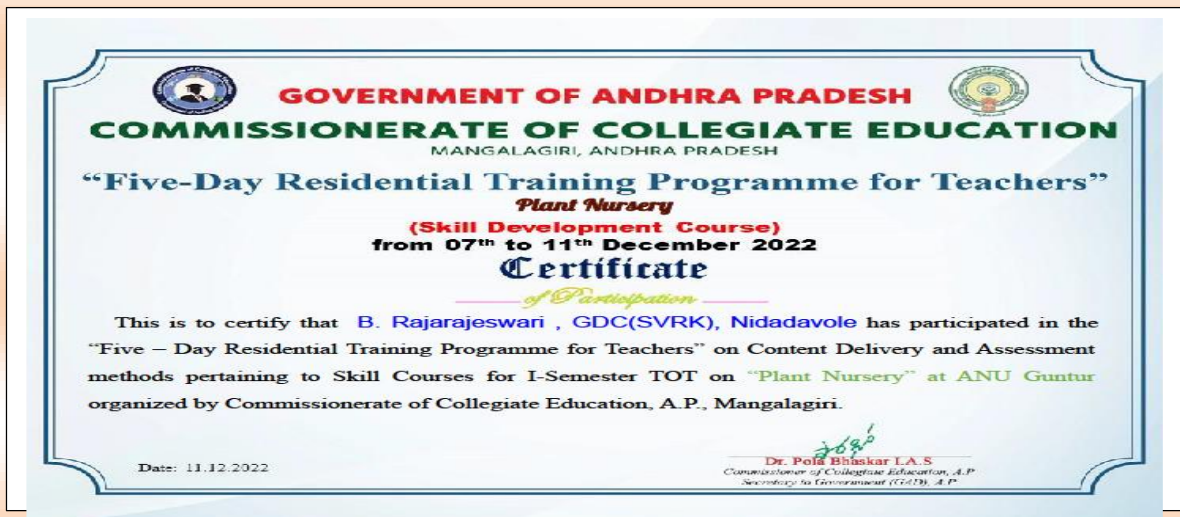 GOVERNMENT OF ANDHRA PRADESH
COMMISSIONERATE OF COLLEGIATE EDUCATION
MANGALAGIRI, ANDHRA PRADESH
“Five-Day Residential Training Programme for Teachers”
Plant Nursery
(Skill Development Course)
from 07th to 11th December 2022
Certificate
of Participation
This is to certify that B. Rajarajeswari , GDC(SVRK), Nidadavole has participated in the
“Five – Day Residential Training Programme for Teachers” on Content Delivery and Assessment
methods pertaining to Skill Courses for I-Semester TOT on “Plant Nursery” at ANU Guntur
organized by Commissionerate of Collegiate Education, A.P., Mangalagiri.
Date: 11.12.2022
Dr. Pola Bhaskar I.A.S
Commissioner of Collegiate Education, A.P
Secretary to Government (GAD), A.P